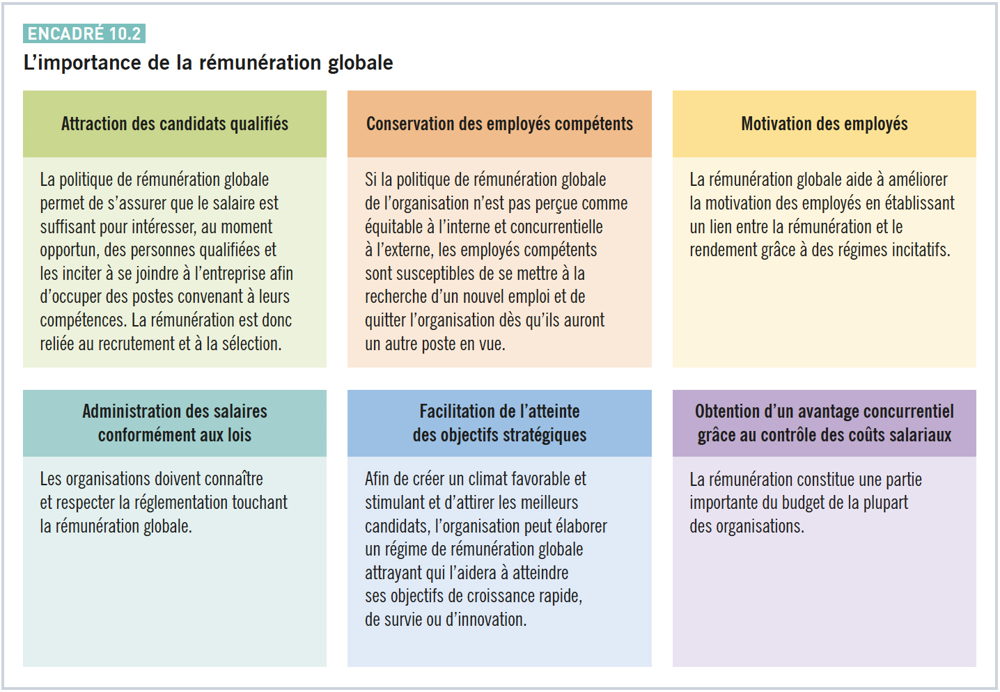 ENCADRÉ 10.2
L’importance de la rémunération globale
Attraction des candidats qualifiés
La politique de rémunération globale
permet de s’assurer que le salaire est
suffisant pour intéresser, au moment
opportun, des personnes qualifiées et
les inciter à se joindre à l’entreprise afin
d’occuper des postes convenant à leurs
compétences. La rémunération est donc
reliée au recrutement et à la sélection.
Conservation des employés compétents
Si la politique de rémunération globale
de l’organisation n’est pas perçue comme
équitable à l’interne et concurrentielle
à l’externe, les employés compétents
sont susceptibles de se mettre à la
recherche d’un nouvel emploi et de
quitter l’organisation dès qu’ils auront
un autre poste en vue.
Motivation des employés
La rémunération globale aide à améliorer
la motivation des employés en établissant
un lien entre la rémunération et le
rendement grâce à des régimes incitatifs.
Administration des salaires
conformément aux lois
Les organisations doivent connaître
et respecter la réglementation touchant
la rémunération globale.
Facilitation de l’atteinte
des objectifs stratégiques
Afin de créer un climat favorable et
stimulant et d’attirer les meilleurs
candidats, l’organisation peut élaborer
un régime de rémunération globale
attrayant qui l’aidera à atteindre
ses objectifs de croissance rapide,
de survie ou d’innovation.
Obtention d’un avantage concurrentiel
grâce au contrôle des coûts salariaux
La rémunération constitue une partie
importante du budget de la plupart
des organisations.